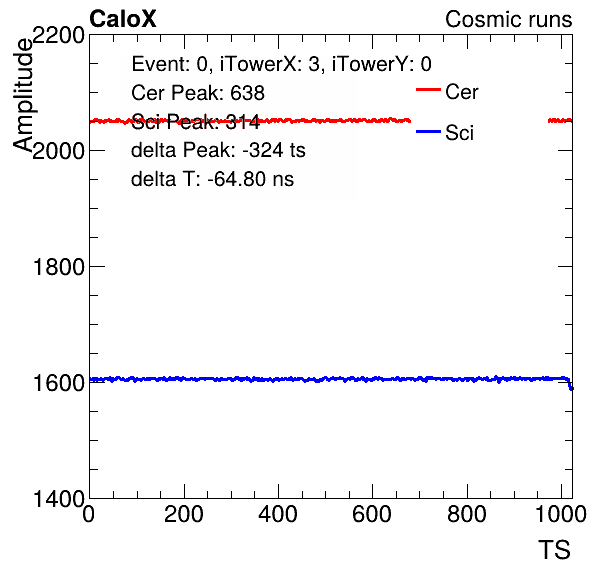 CaloX Cosmic runs
Amplitude
2200
2000
1800
1600
1400
Event: 0, iTowerX: 3, iTowerY: 0
Cer Peak: 638
Sci Peak: 314
delta Peak: -324 ts
delta T: -64.80 ns
Cer
Sci
0 200 400 600 800 1000
TS